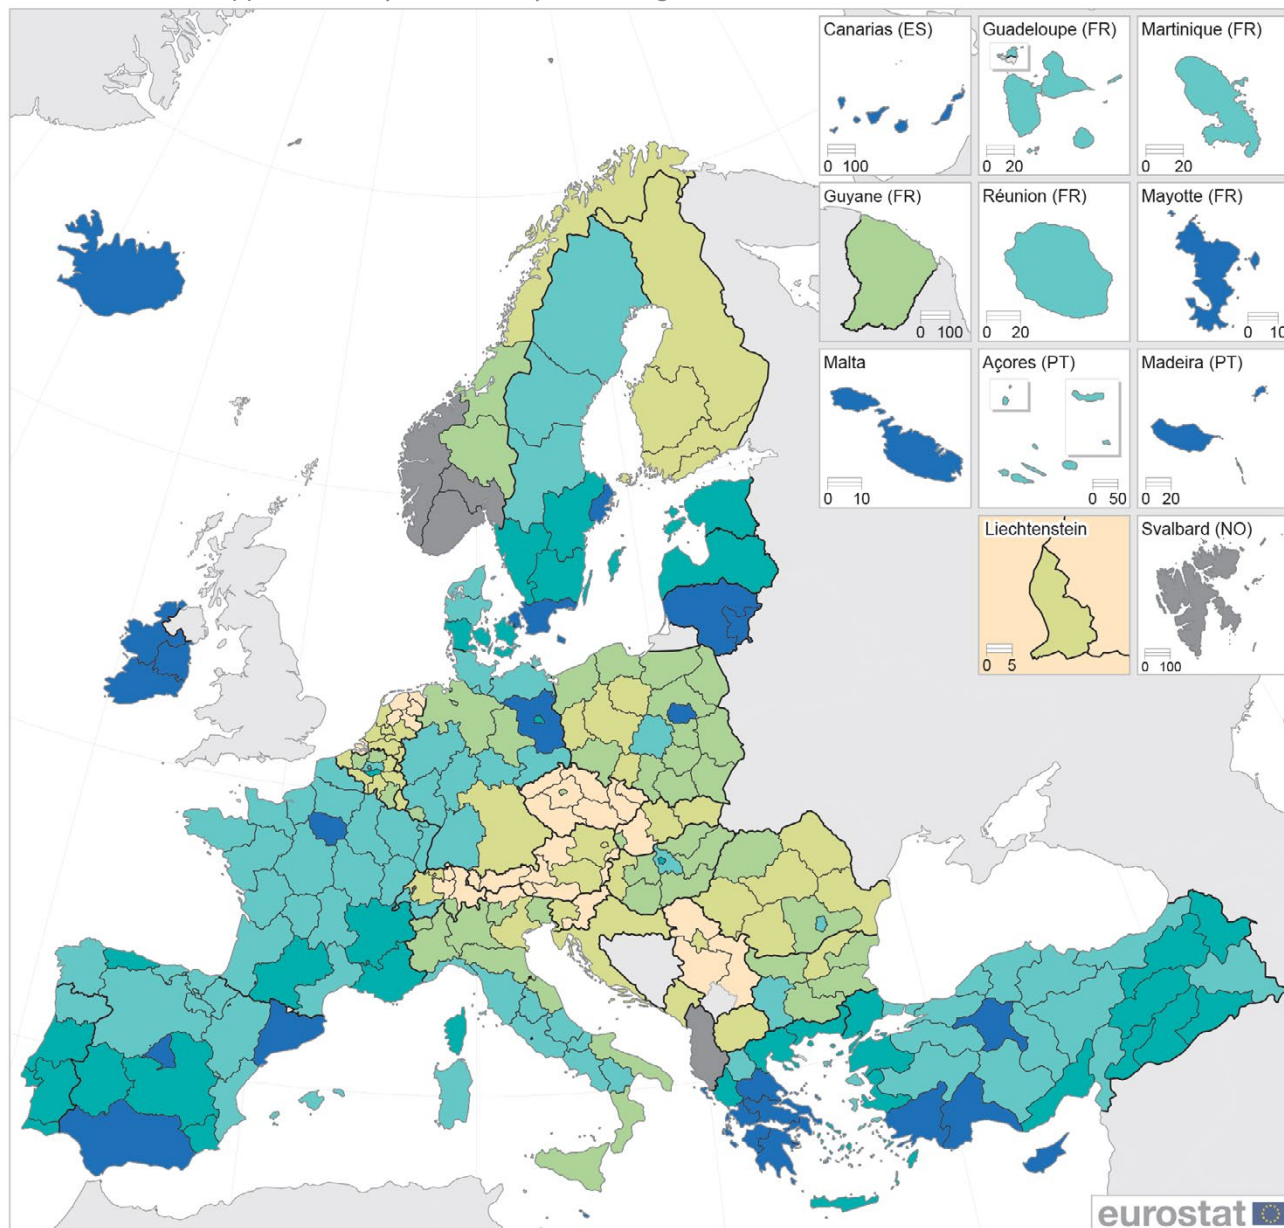 Canarias (ES)
0 100
Guadeloupe (FR)
0 20
Martinique (FR)
0 20
Guyane (FR)
0 100
Réunion (FR)
0 20
Mayotte (FR)
0 10
Malta
0 10
Açores (PT)
0 50
Madeira (PT)
0 20
Liechtenstein
0 5
Svalbard (NO)
0 100
eurostat